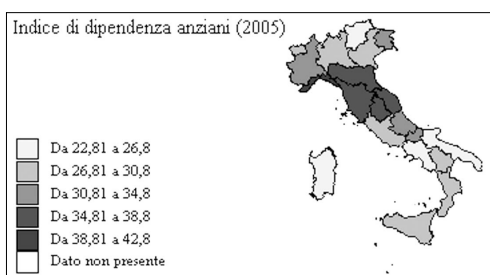 Indice di dipendenza anziani (2005)
Da 22,81 a 26,8
Da 26,81 a 30,8
Da 30,81 a 34,8
Da 34,81 a 38,8
Da 38,81 a 42,8
Dato non presente